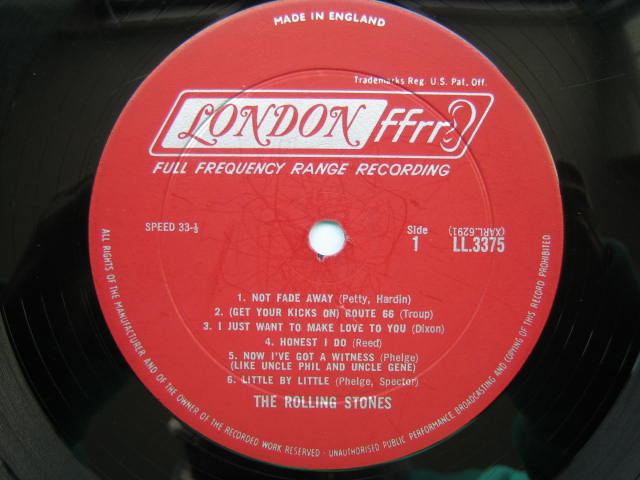 MADE IN ENGLAND
Trademarks Reg. U.S. Pat. Off.
LONDON ffrr
FULL FREQUENCY RANGE RECORDING
SPEED 33-⅓
Side
1
LL.3375
(XARL.6291)
1. NOT FADE AWAY (Petty, Hardin)
2. (GET YOUR KICKS ON) ROUTE 66 (Troup)
3. I JUST WANT TO MAKE LOVE TO YOU (Dixon)
4. HONEST I DO (Reed)
5. NOW I'VE GOT A WITNESS (Phelge)
(LIKE UNCLE PHIL AND UNCLE GENE)
6. LITTLE BY LITTLE (Phelge, Spector)
THE ROLLING STONES
ALL RIGHTS OF THE MANUFACTURER AND OF THE OWNER OF THE RECORDED WORK RESERVED · UNAUTHORISED PUBLIC PERFORMANCE BROADCASTING AND COPYING OF THIS RECORD PROHIBITED